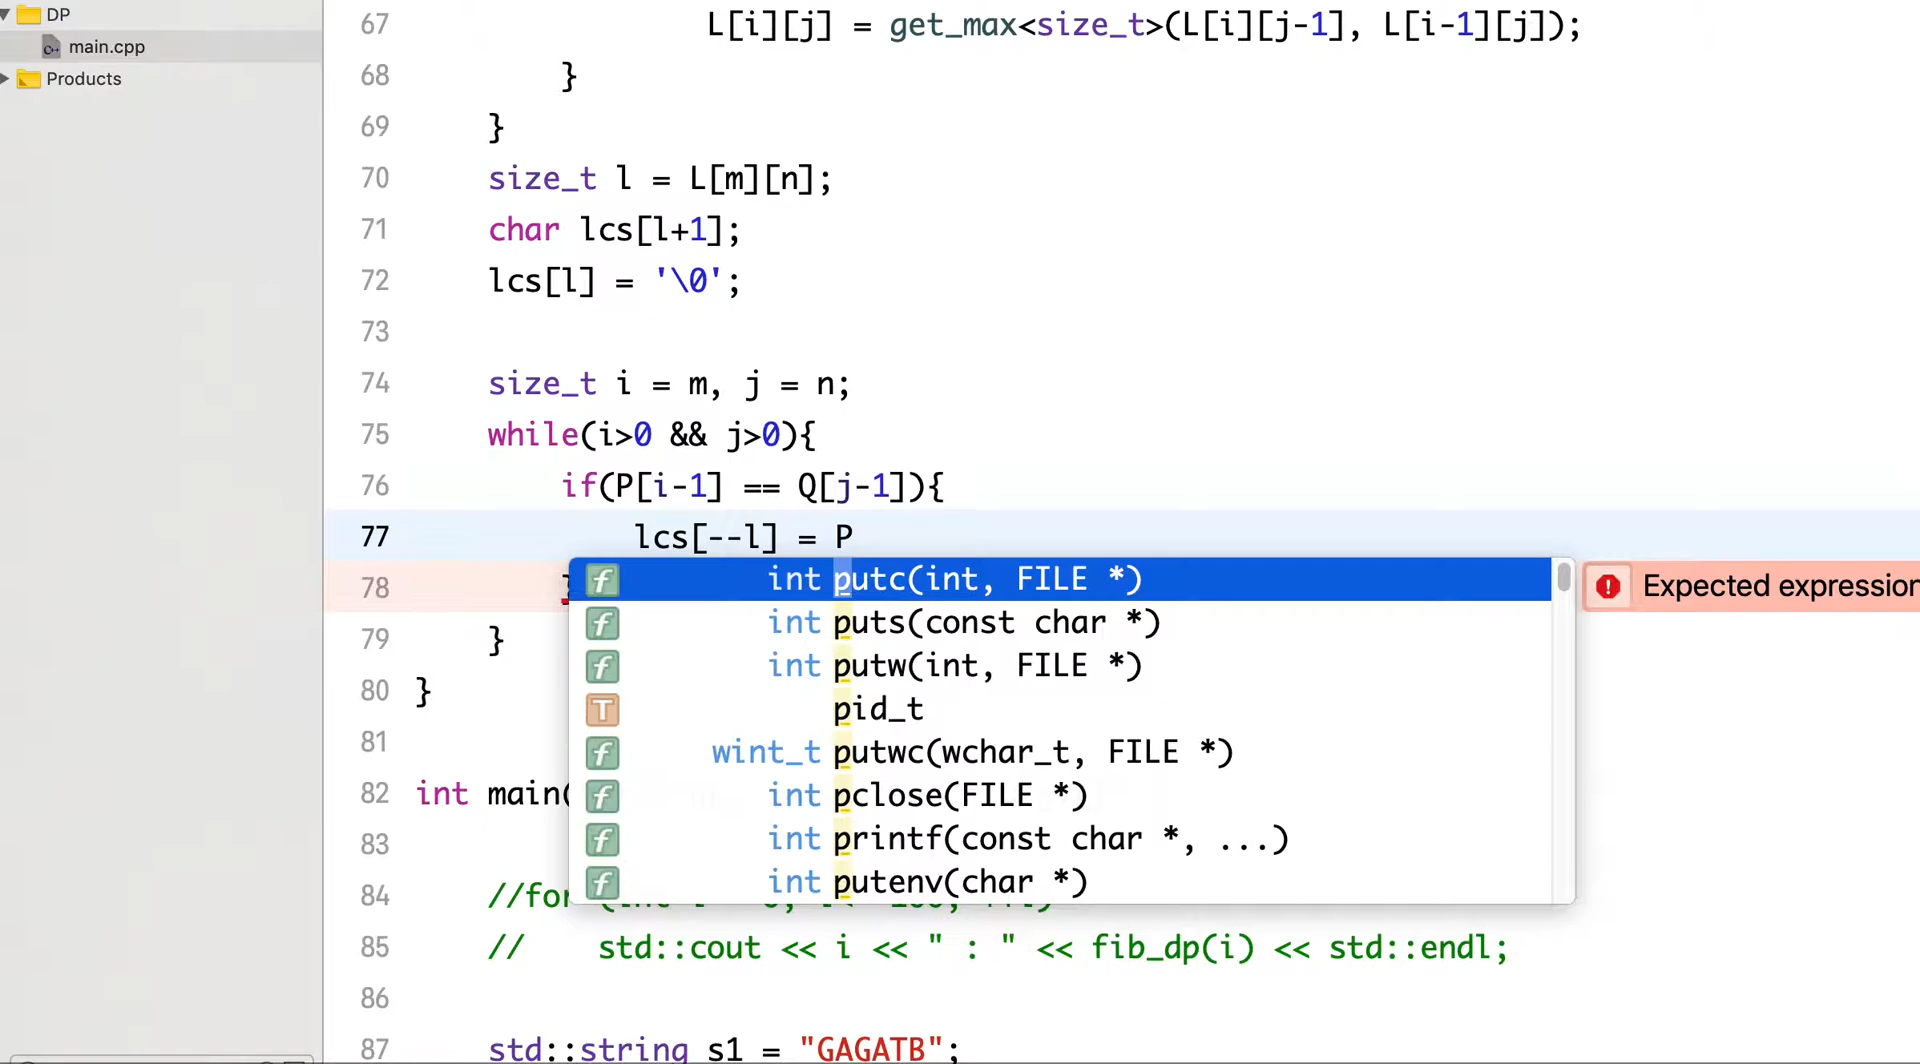 DP
main.cpp
Products
67 L[i][j] = get_max<size_t>(L[i][j-1], L[i-1][j]);
68 }
69 }
70 size_t l = L[m][n];
71 char lcs[l+1];
72 lcs[l] = '\0';
73
74 size_t i = m, j = n;
75 while(i>0 && j>0){
76 if(P[i-1] == Q[j-1]){
77 lcs[--l] = P
78
Expected expression
79 }
80 }
81
82 int main(
83
84 //for
85 // std::cout << i << " : " << fib_dp(i) << std::endl;
86
87 std::string s1 = "GAGATB";
f int putc(int, FILE *)
f int puts(const char *)
f int putw(int, FILE *)
T pid_t
f wint_t putwc(wchar_t, FILE *)
f int pclose(FILE *)
f int printf(const char *, ...)
f int putenv(char *)